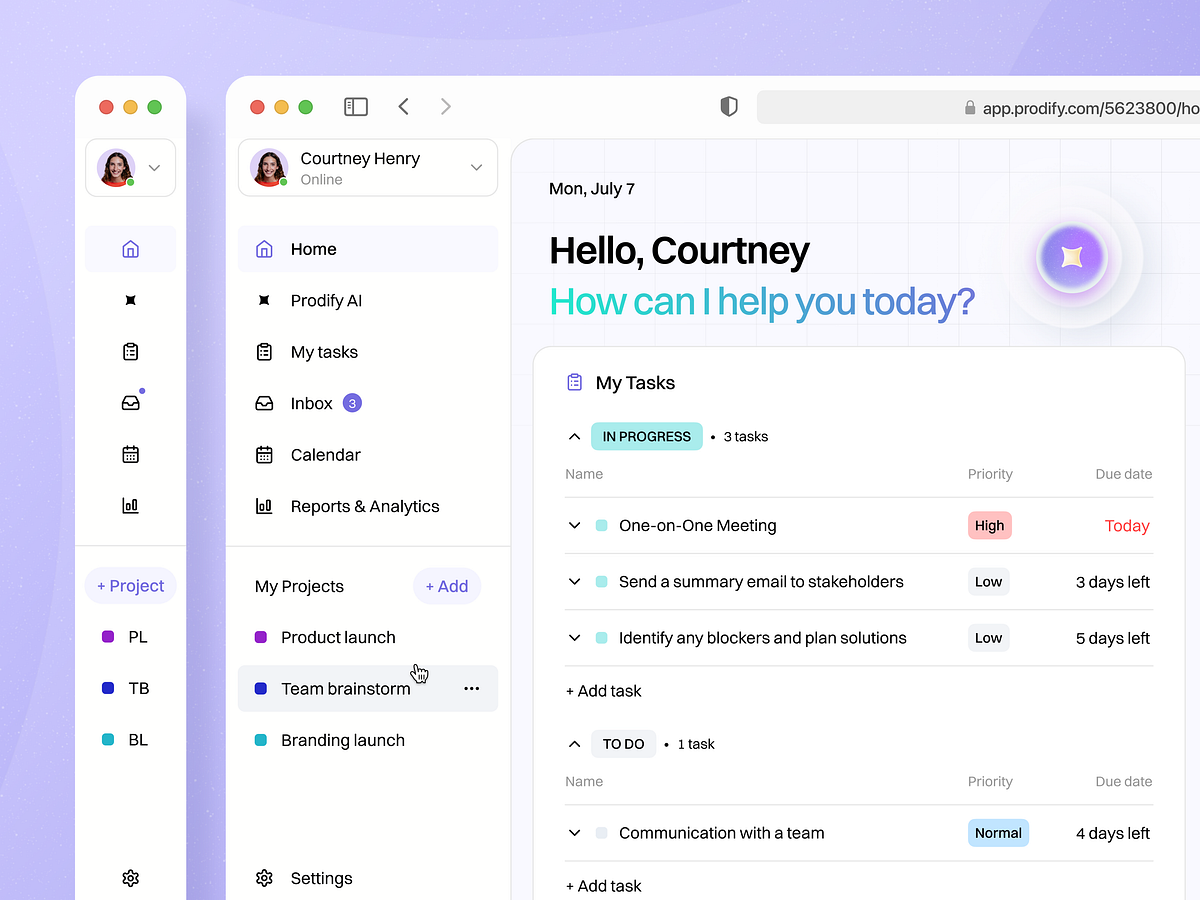 + Project
PL
TB
BL
Courtney Henry
Online
Home
Prodify AI
My tasks
Inbox 3
Calendar
Reports & Analytics
My Projects + Add
Product launch
Team brainstorm
Branding launch
Settings
app.prodify.com/5623800/ho
Mon, July 7
Hello, Courtney
How can I help you today?
My Tasks
IN PROGRESS • 3 tasks
Name Priority Due date
One-on-One Meeting High Today
Send a summary email to stakeholders Low 3 days left
Identify any blockers and plan solutions Low 5 days left
+ Add task
TO DO • 1 task
Name Priority Due date
Communication with a team Normal 4 days left
+ Add task